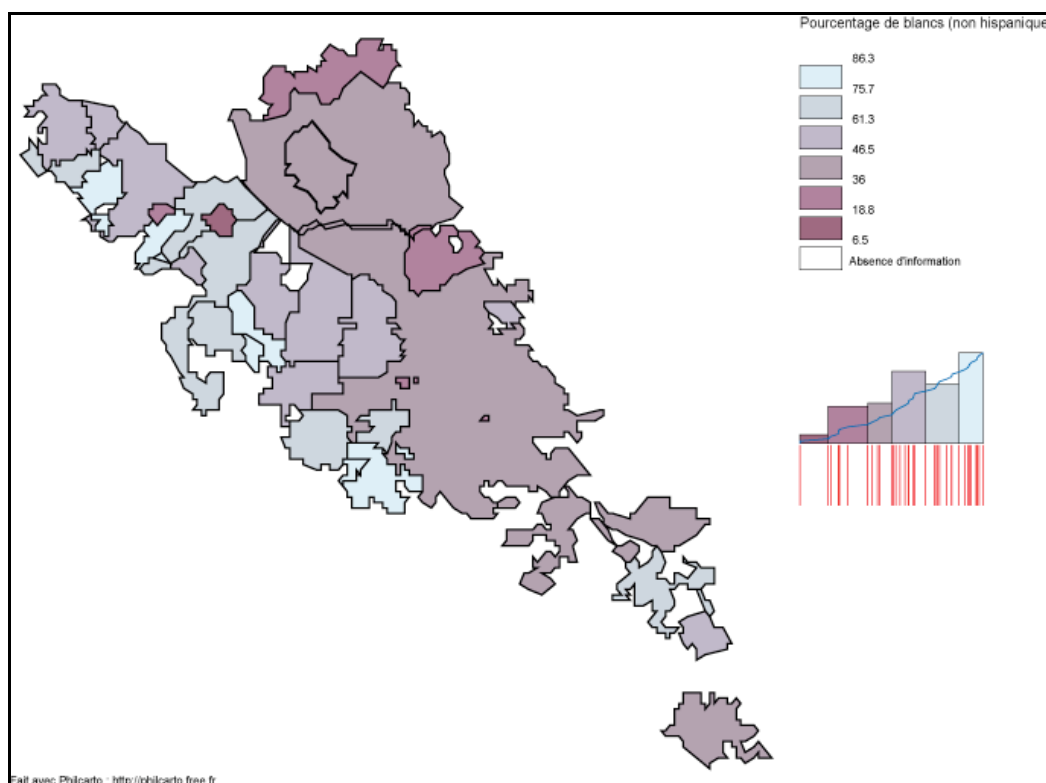 Pourcentage de blancs (non hispanique
86.3
75.7
61.3
46.5
36
18.8
6.5
Absence d'information
Fait avec Philcarto : http://philcarto.free.fr